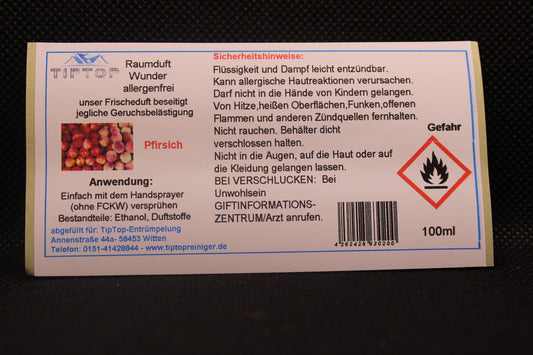 TIPTOP
Raumduft
Wunder
allergenfrei
unser Frischeduft beseitigt
jegliche Geruchsbelästigung
Pfirsich
Anwendung:
Einfach mit dem Handsprayer
(ohne FCKW) versprühen
Bestandteile: Ethanol, Duftstoffe
abgefüllt für: TipTop-Entrümpelung
Annenstraße 44a- 58453 Witten
Telefon: 0151-41428844 - www.tiptopreiniger.de
Sicherheitshinweise:
Flüssigkeit und Dampf leicht entzündbar.
Kann allergische Hautreaktionen verursachen.
Darf nicht in die Hände von Kindern gelangen.
Von Hitze,heißen Oberflächen,Funken,offenen
Flammen und anderen Zündquellen fernhalten.
Nicht rauchen. Behälter dicht
verschlossen halten.
Nicht in die Augen, auf die Haut oder auf
die Kleidung gelangen lassen.
BEI VERSCHLUCKEN: Bei
Unwohlsein
GIFTINFORMATIONS-
ZENTRUM/Arzt anrufen.
Gefahr
100ml